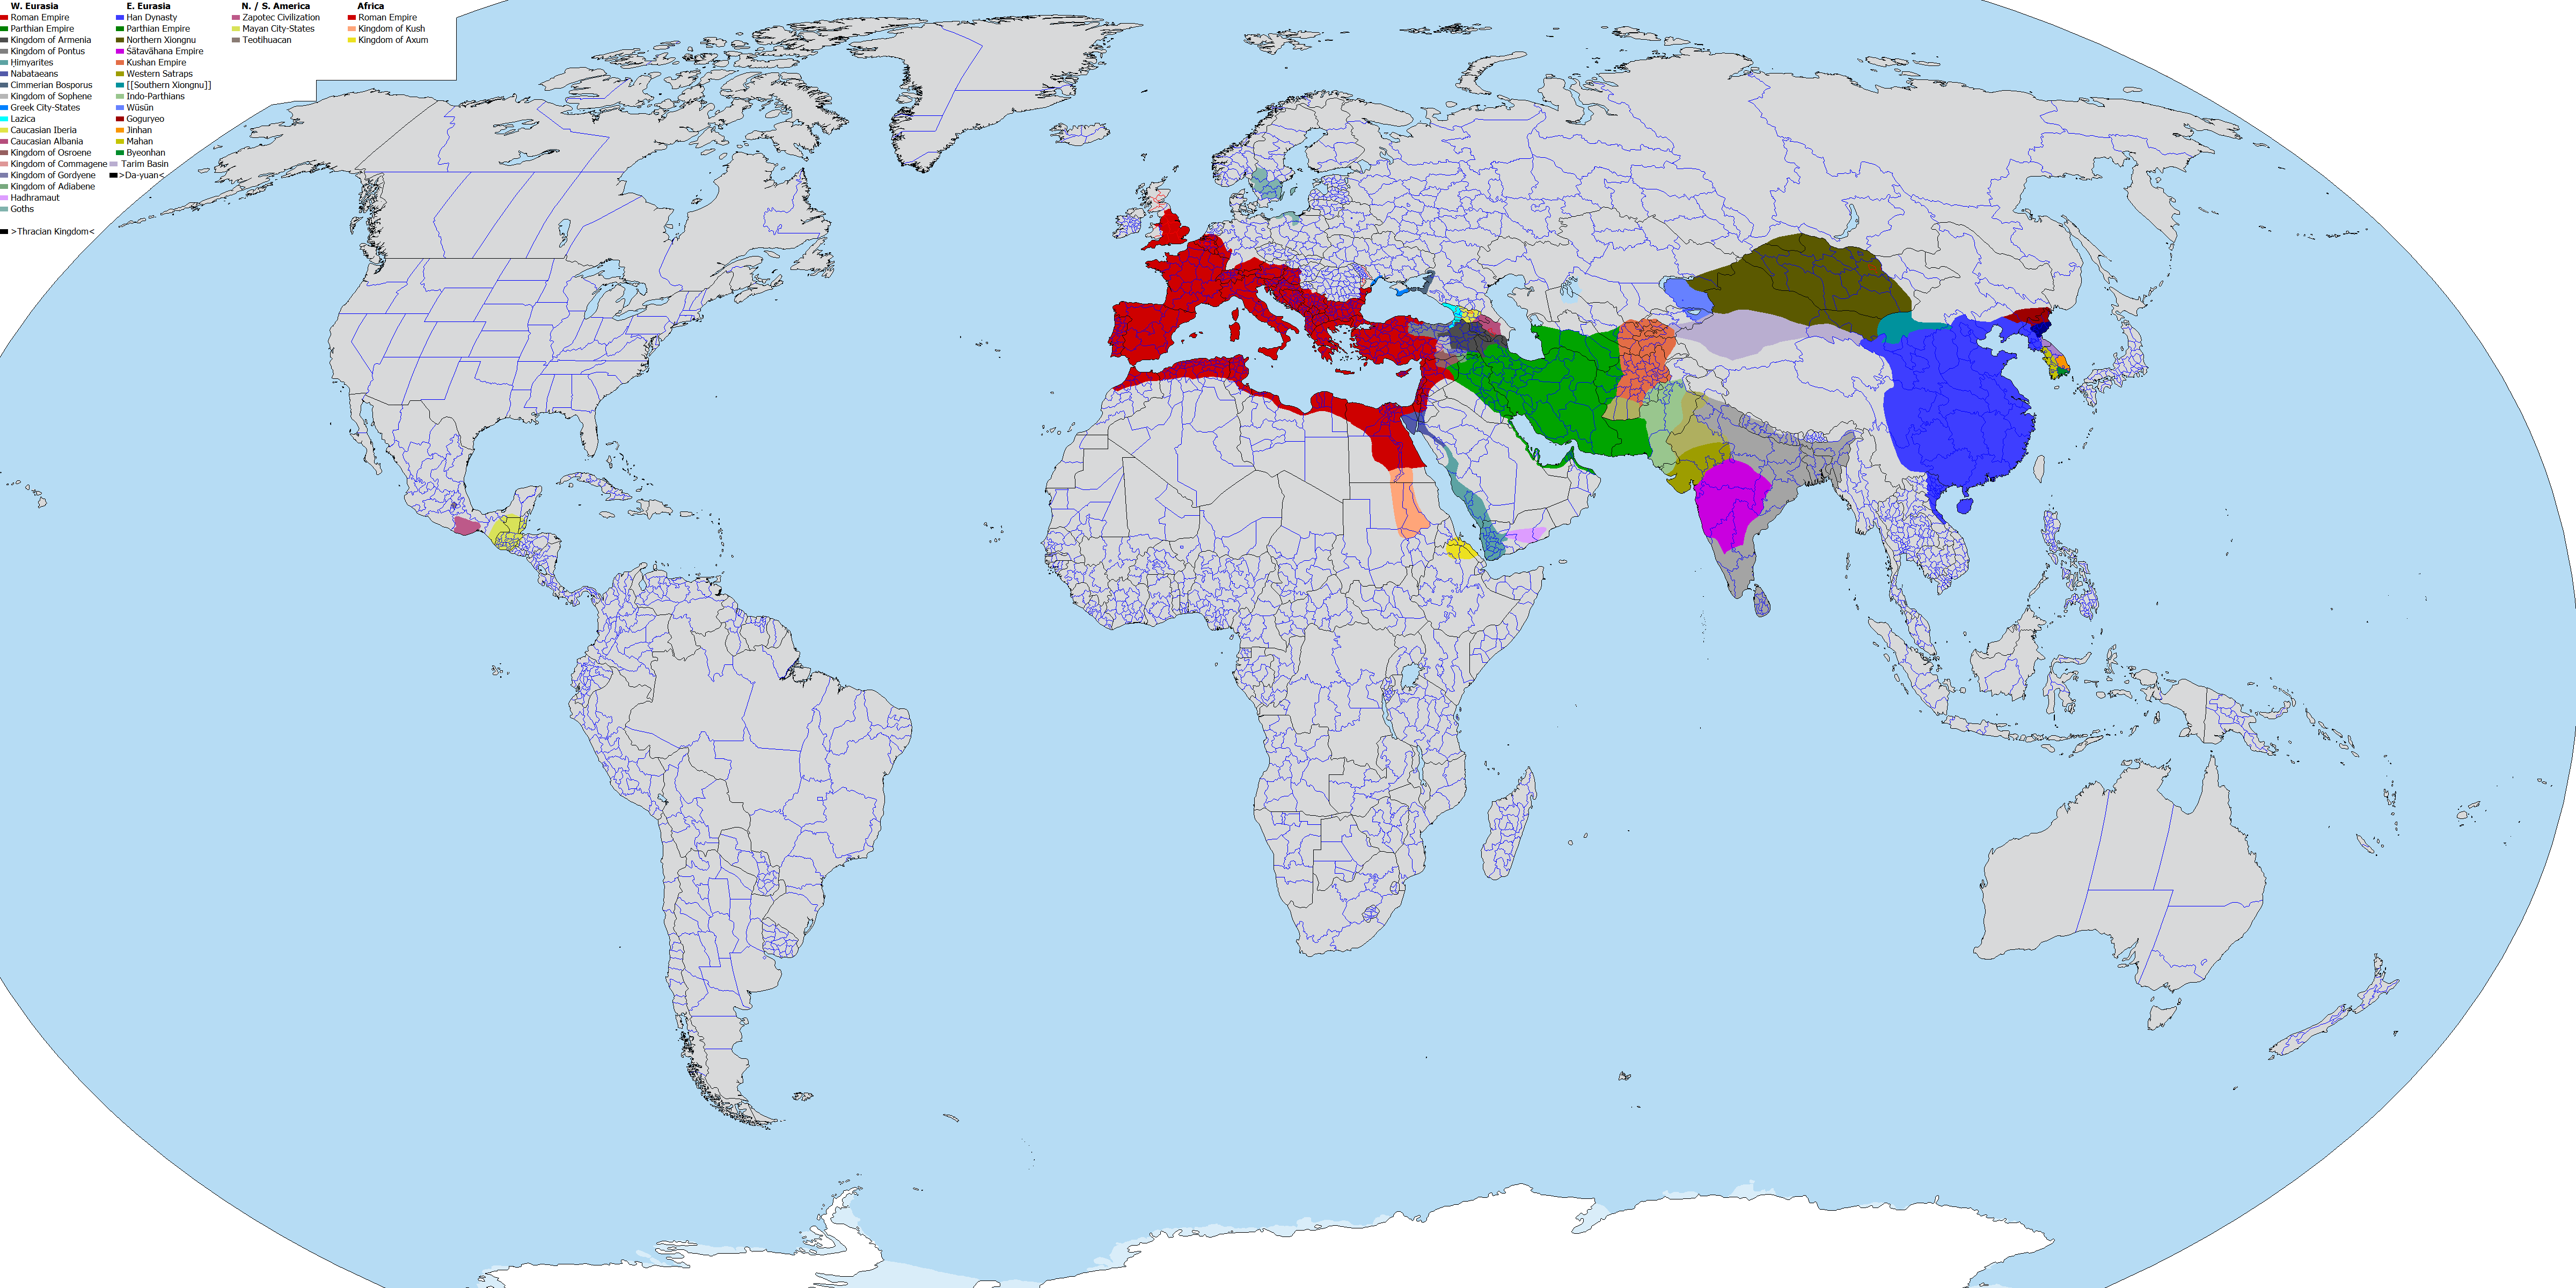 W. Eurasia
Roman Empire
Parthian Empire
Kingdom of Armenia
Kingdom of Pontus
Ḥimyarites
Nabataeans
Cimmerian Bosporus
Kingdom of Sophene
Greek City-States
Lazica
Caucasian Iberia
Caucasian Albania
Kingdom of Osroene
Kingdom of Commagene
Kingdom of Gordyene
Kingdom of Adiabene
Hadhramaut
Goths
>Thracian Kingdom<
E. Eurasia
Han Dynasty
Parthian Empire
Northern Xiongnu
Śātavāhana Empire
Kushan Empire
Western Satraps
[[Southern Xiongnu]]
Indo-Parthians
Wüsün
Goguryeo
Jinhan
Mahan
Byeonhan
Tarim Basin
>Da-yuan<
N. / S. America
Zapotec Civilization
Mayan City-States
Teotihuacan
Africa
Roman Empire
Kingdom of Kush
Kingdom of Axum